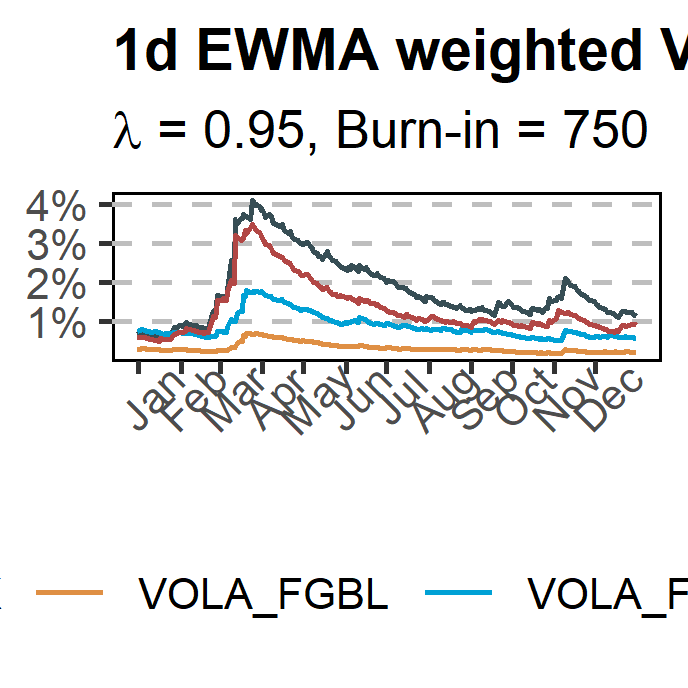 1d EWMA weighted V
λ = 0.95, Burn-in = 750
4%
3%
2%
1%
Jan Feb Mar Apr May Jun Jul Aug Sep Oct Nov Dec
VOLA_FGBL VOLA_F